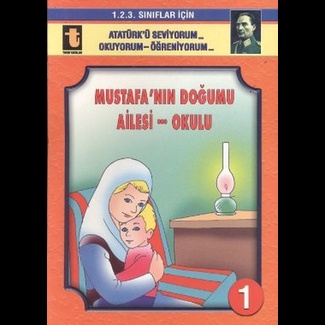 1.2.3. SINIFLAR İÇİN
ATATÜRK'Ü SEVİYORUM...
OKUYORUM- ÖĞRENİYORUM...
MUSTAFA'NIN DOĞUMU
AİLESİ --- OKULU
1